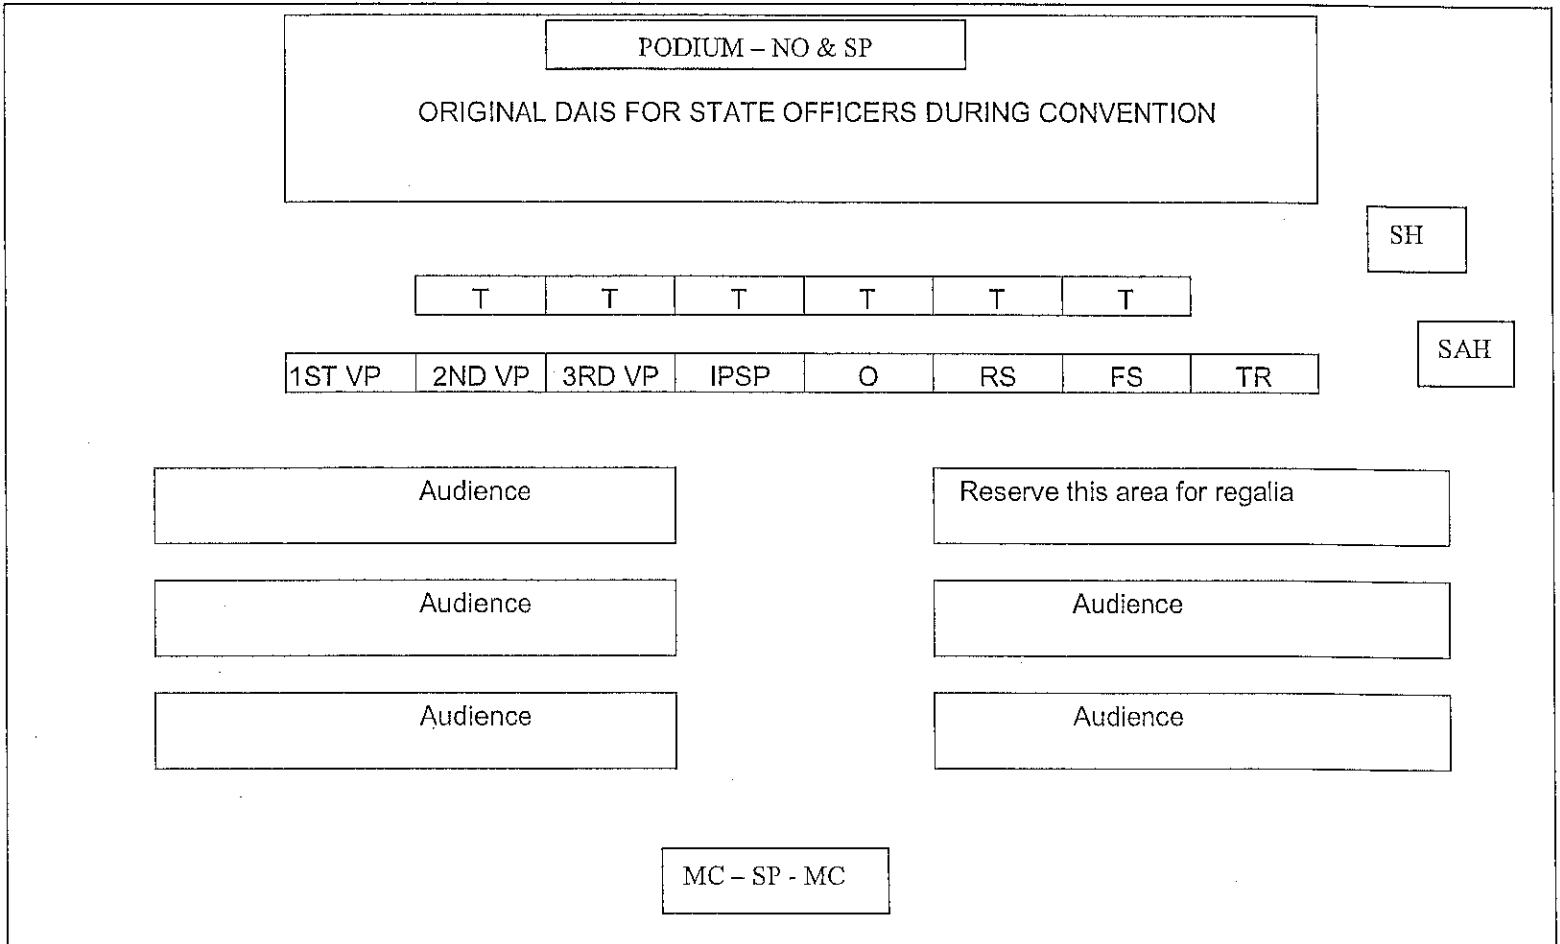 PODIUM – NO & SP
ORIGINAL DAIS FOR STATE OFFICERS DURING CONVENTION
SH
T T T T T T
SAH
1ST VP 2ND VP 3RD VP IPSP O RS FS TR
Audience Reserve this area for regalia
Audience Audience
Audience Audience
MC – SP - MC